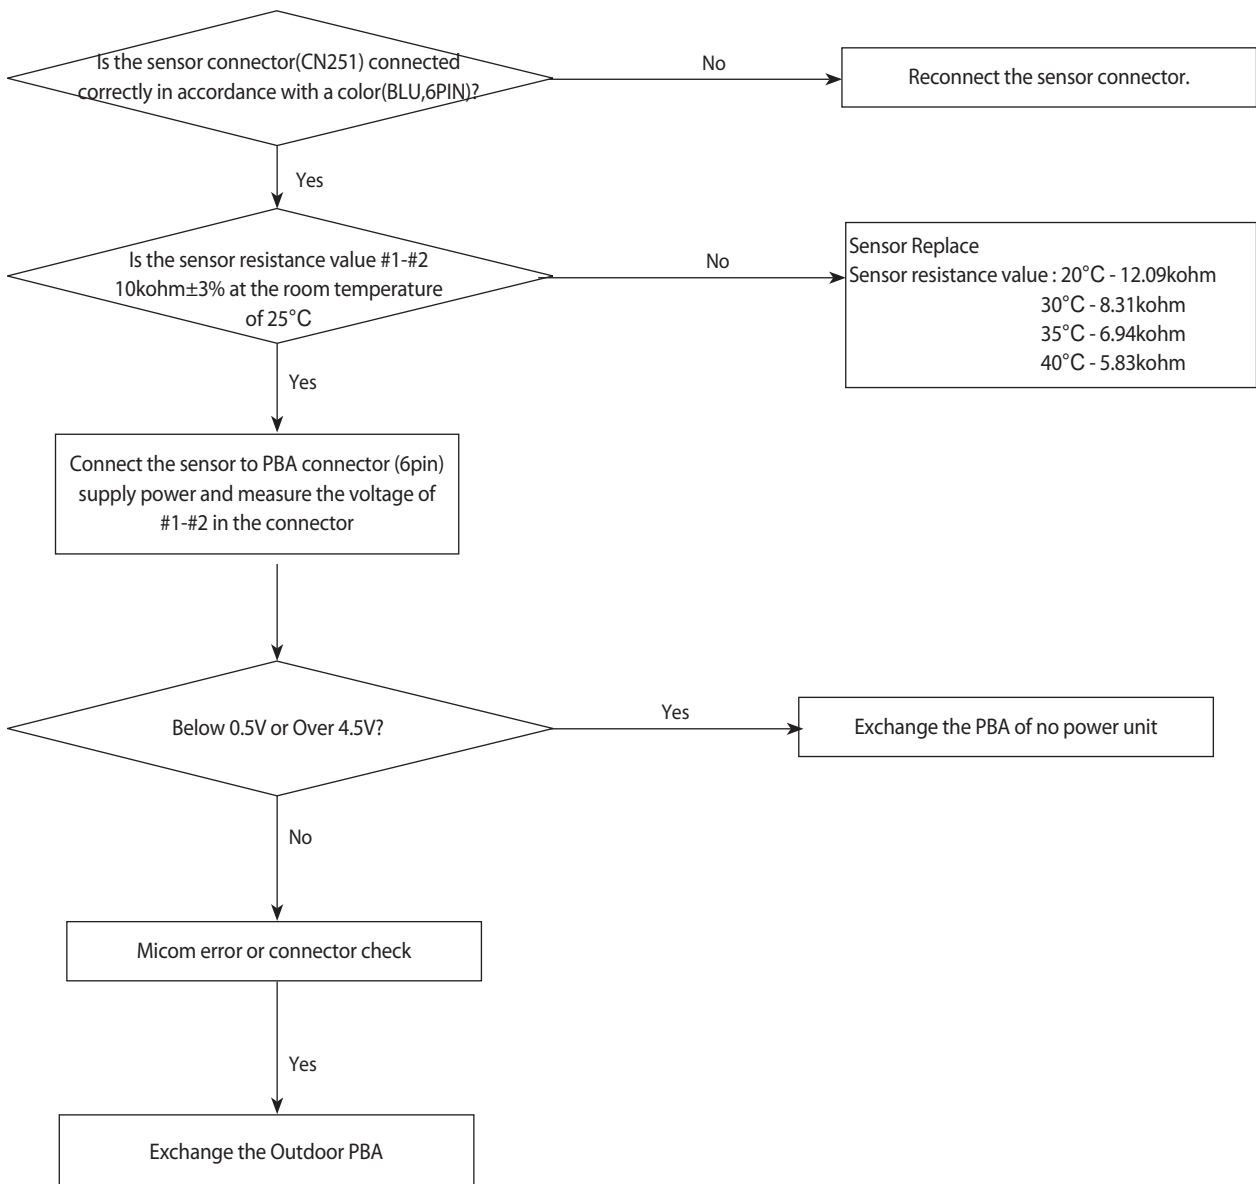 Is the sensor connector(CN251) connected
correctly in accordance with a color(BLU,6PIN)?
No
Reconnect the sensor connector.
Yes
Is the sensor resistance value #1-#2
10kohm±3% at the room temperature
of 25°C
No
Sensor Replace
Sensor resistance value : 20°C - 12.09kohm
30°C - 8.31kohm
35°C - 6.94kohm
40°C - 5.83kohm
Yes
Connect the sensor to PBA connector (6pin)
supply power and measure the voltage of
#1-#2 in the connector
Below 0.5V or Over 4.5V?
Yes
Exchange the PBA of no power unit
No
Micom error or connector check
Yes
Exchange the Outdoor PBA